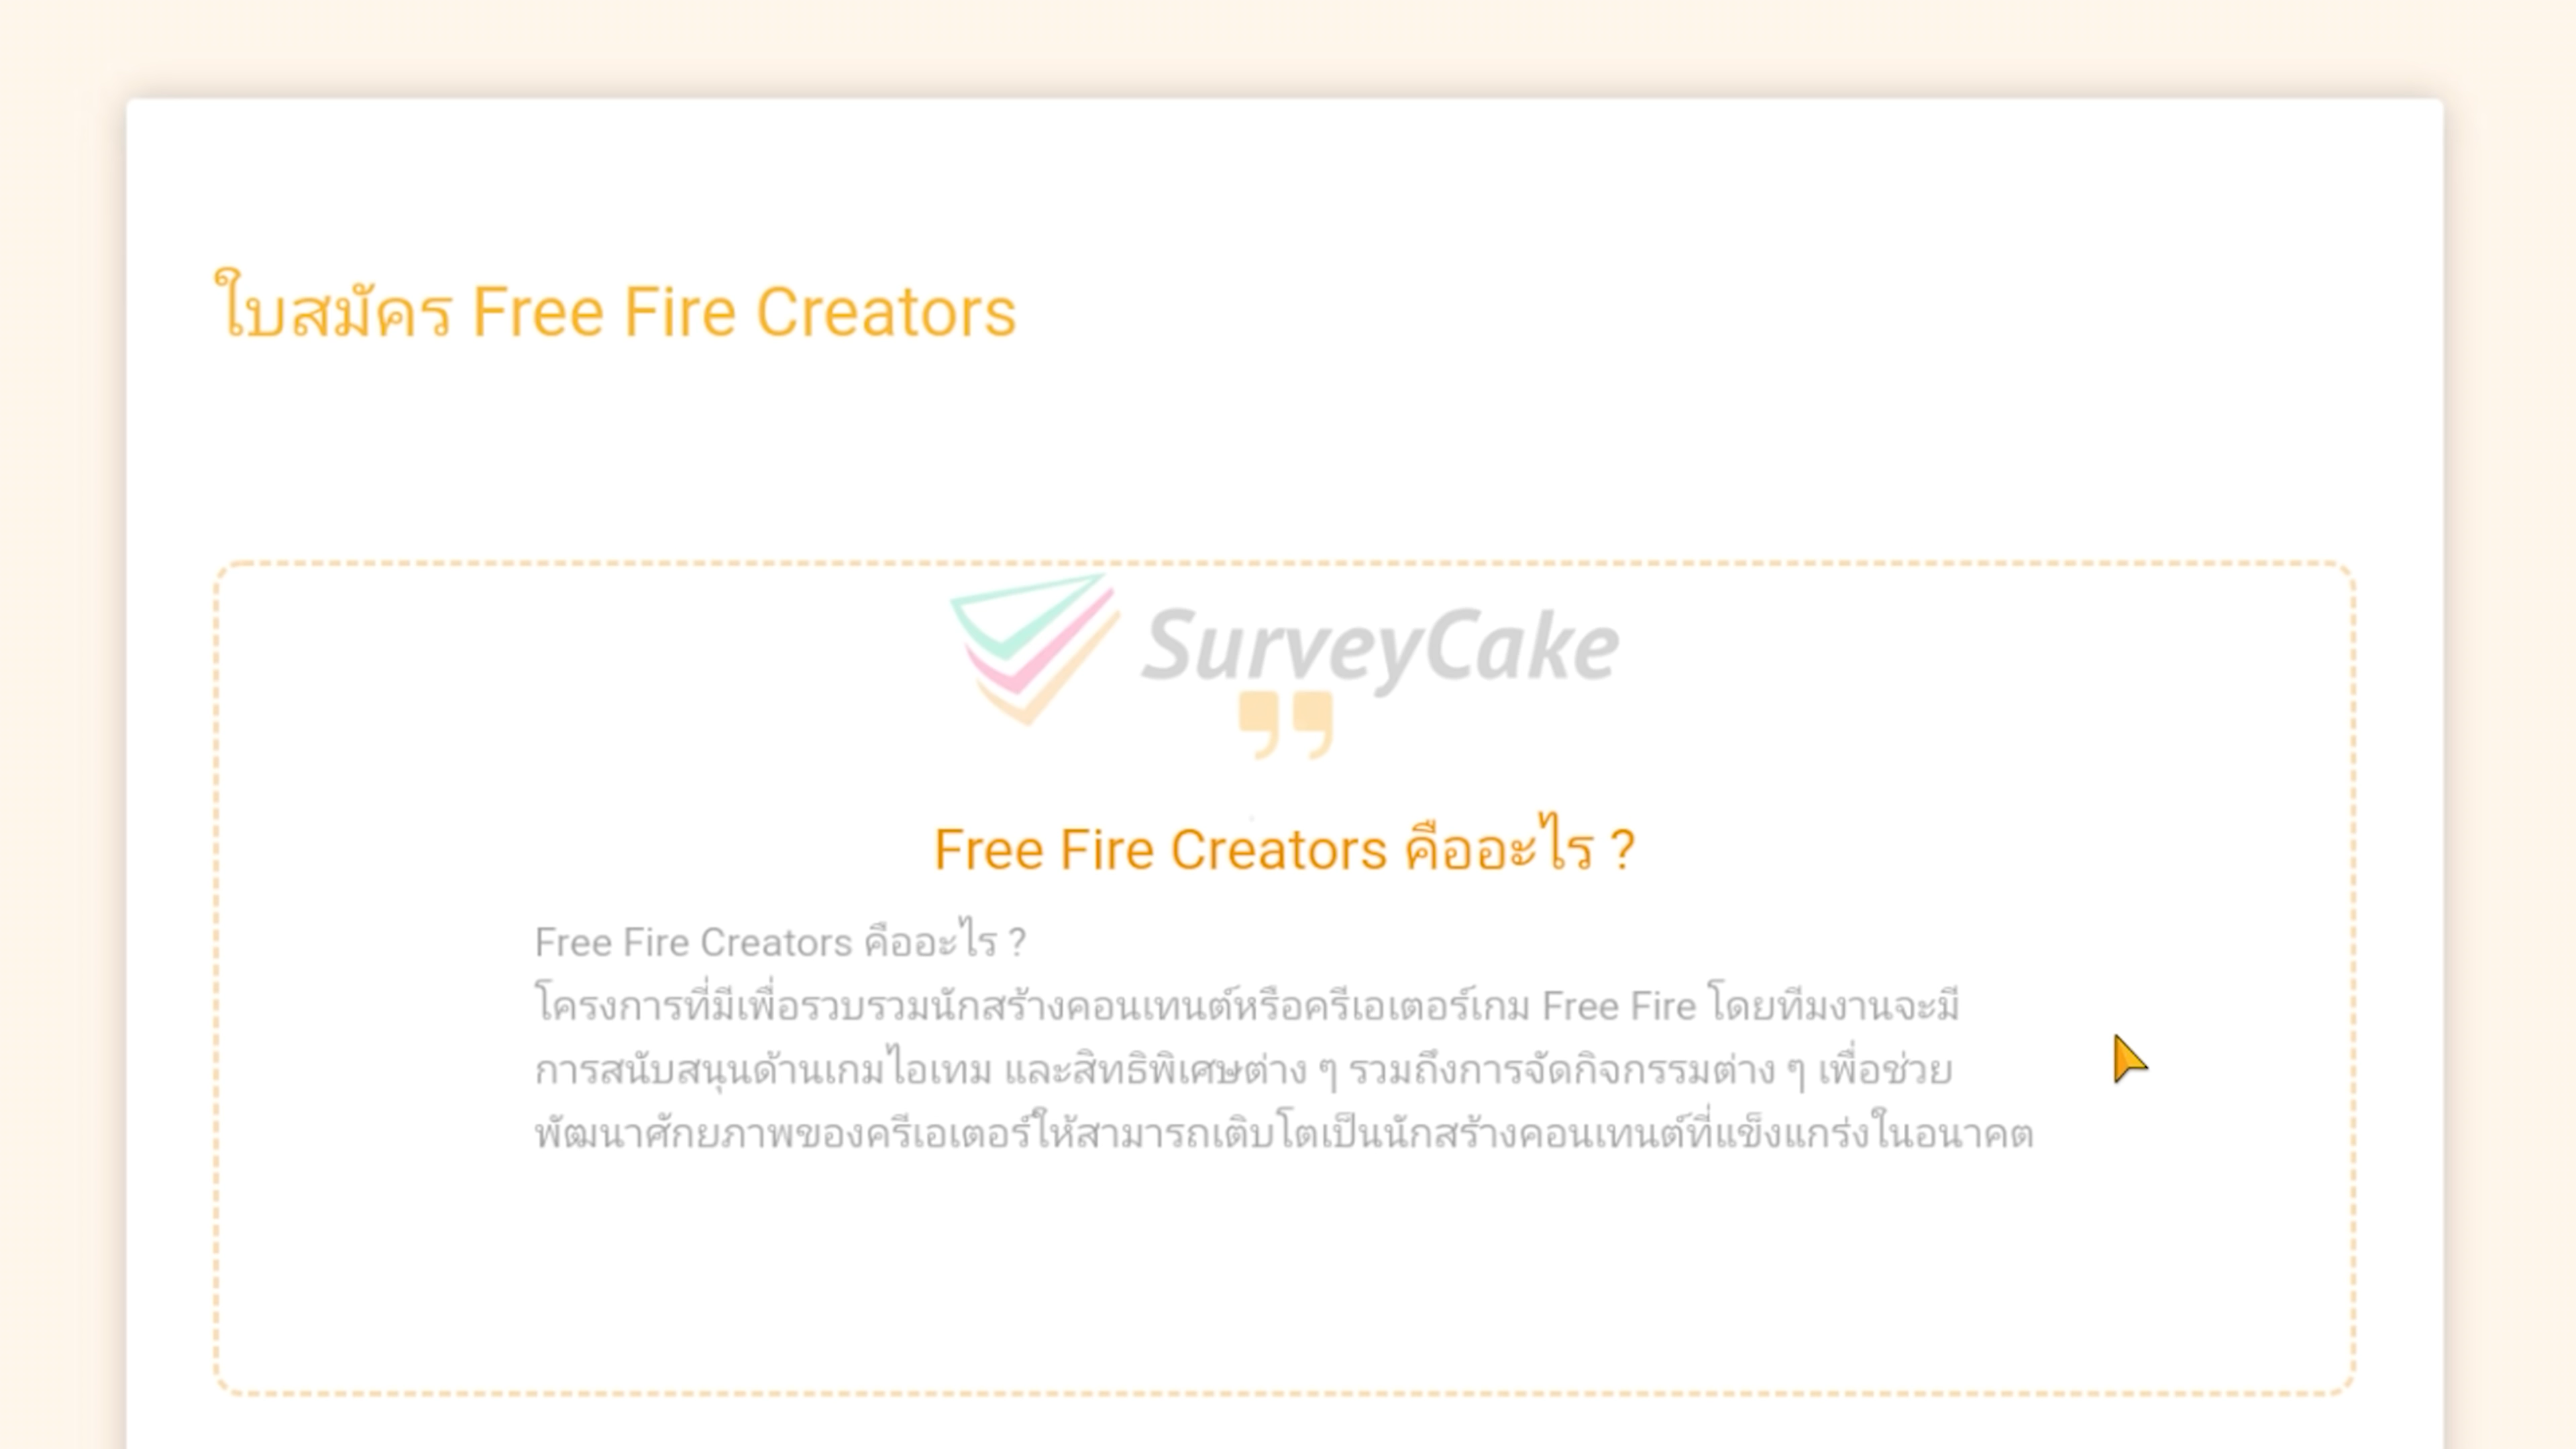 ใบสมัคร Free Fire Creators
SurveyCake
Free Fire Creators คืออะไร ?
Free Fire Creators คืออะไร ?
โครงการที่มีเพื่อรวบรวมนักสร้างคอนเทนต์หรือครีเอเตอร์เกม Free Fire โดยทีมงานจะมี
การสนับสนุนด้านเกมไอเทม และสิทธิพิเศษต่าง ๆ รวมถึงการจัดกิจกรรมต่าง ๆ เพื่อช่วย
พัฒนาศักยภาพของครีเอเตอร์ให้สามารถเติบโตเป็นนักสร้างคอนเทนต์ที่แข็งแกร่งในอนาคต